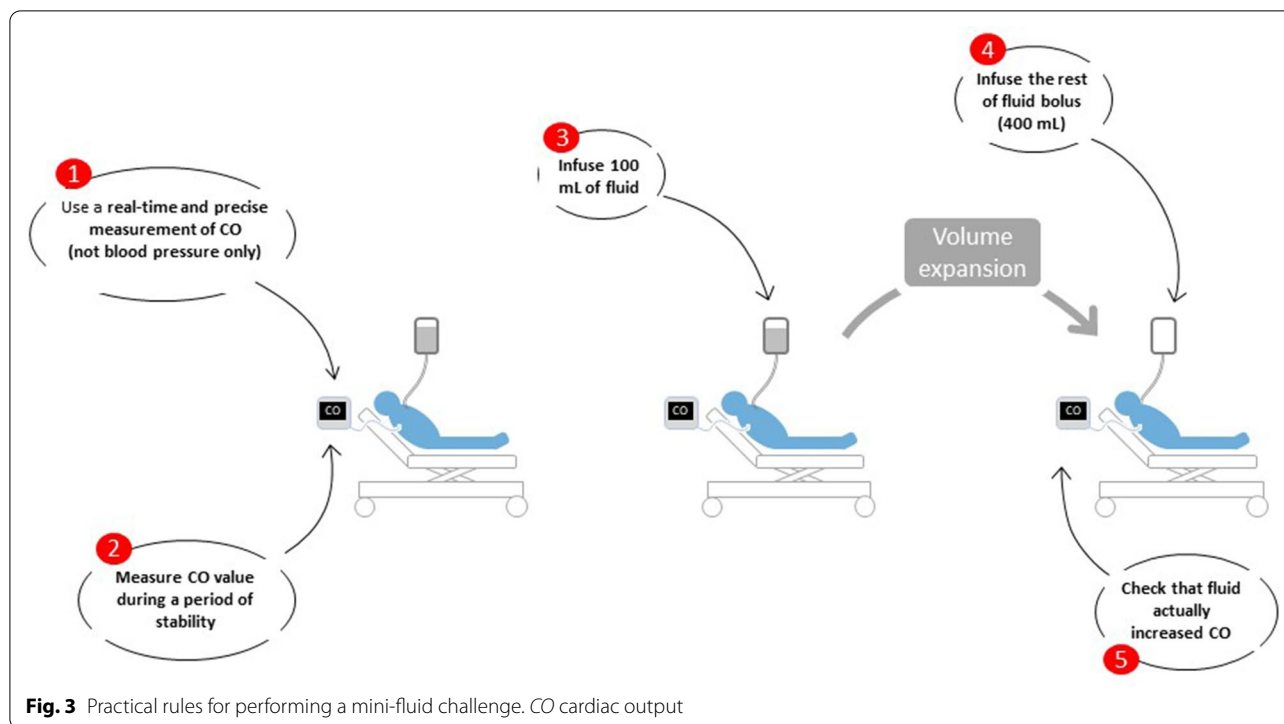 1
Use a real-time and precise
measurement of CO
(not blood pressure only)
2
Measure CO value
during a period of
stability
CO
3
Infuse 100
mL of fluid
CO
Volume
expansion
4
Infuse the rest
of fluid bolus
(400 mL)
CO
Check that fluid
actually
increased CO
5
Fig. 3 Practical rules for performing a mini-fluid challenge. CO cardiac output